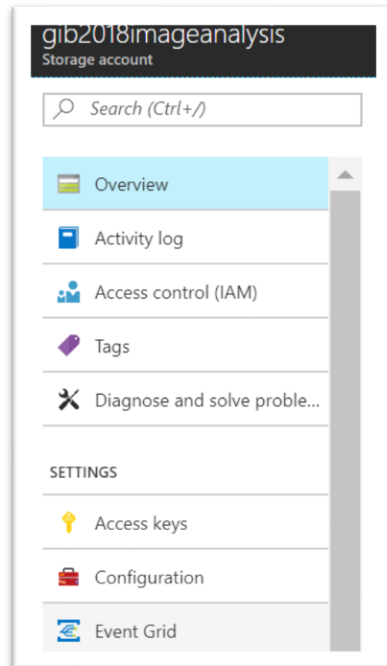 gib2018imageanalysis
Storage account
Search (Ctrl+/)
Overview
Activity log
Access control (IAM)
Tags
Diagnose and solve proble...
SETTINGS
Access keys
Configuration
Event Grid